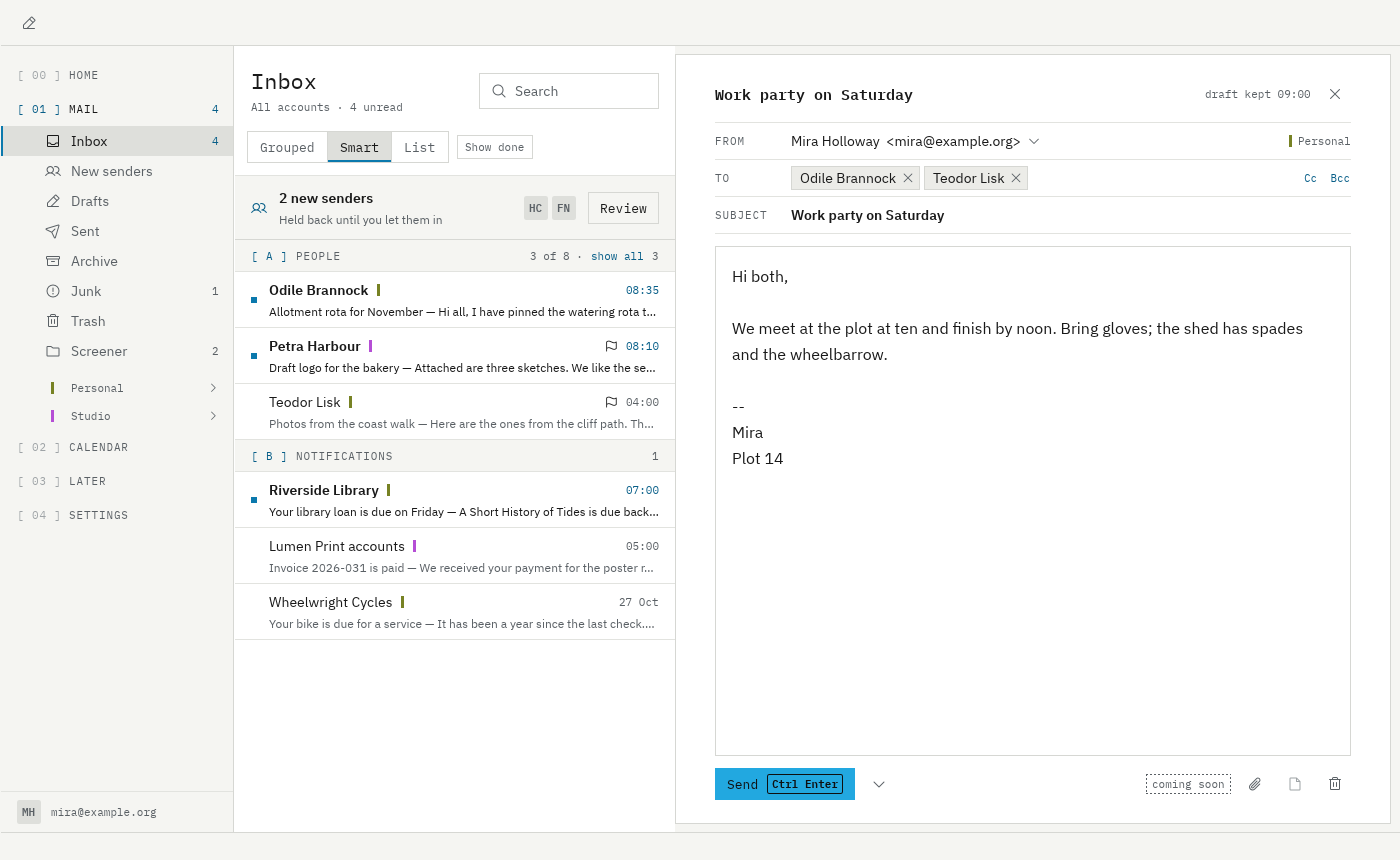 [ 00 ] HOME
[ 01 ] MAIL 4
Inbox 4
New senders
Drafts
Sent
Archive
Junk 1
Trash
Screener 2
Personal
Studio
[ 02 ] CALENDAR
[ 03 ] LATER
[ 04 ] SETTINGS
MH mira@example.org
Inbox
All accounts · 4 unread
Search
Grouped Smart List Show done
2 new senders
Held back until you let them in
HC FN Review
[ A ] PEOPLE 3 of 8 · show all 3
Odile Brannock 08:35
Allotment rota for November — Hi all, I have pinned the watering rota t…
Petra Harbour 08:10
Draft logo for the bakery — Attached are three sketches. We like the se…
Teodor Lisk 04:00
Photos from the coast walk — Here are the ones from the cliff path. Th…
[ B ] NOTIFICATIONS 1
Riverside Library 07:00
Your library loan is due on Friday — A Short History of Tides is due back…
Lumen Print accounts 05:00
Invoice 2026-031 is paid — We received your payment for the poster r…
Wheelwright Cycles 27 Oct
Your bike is due for a service — It has been a year since the last check.…
Work party on Saturday draft kept 09:00
FROM Mira Holloway <mira@example.org> Personal
TO Odile Brannock Teodor Lisk Cc Bcc
SUBJECT Work party on Saturday
Hi both,
We meet at the plot at ten and finish by noon. Bring gloves; the shed has spades
and the wheelbarrow.
--
Mira
Plot 14
Send Ctrl Enter coming soon